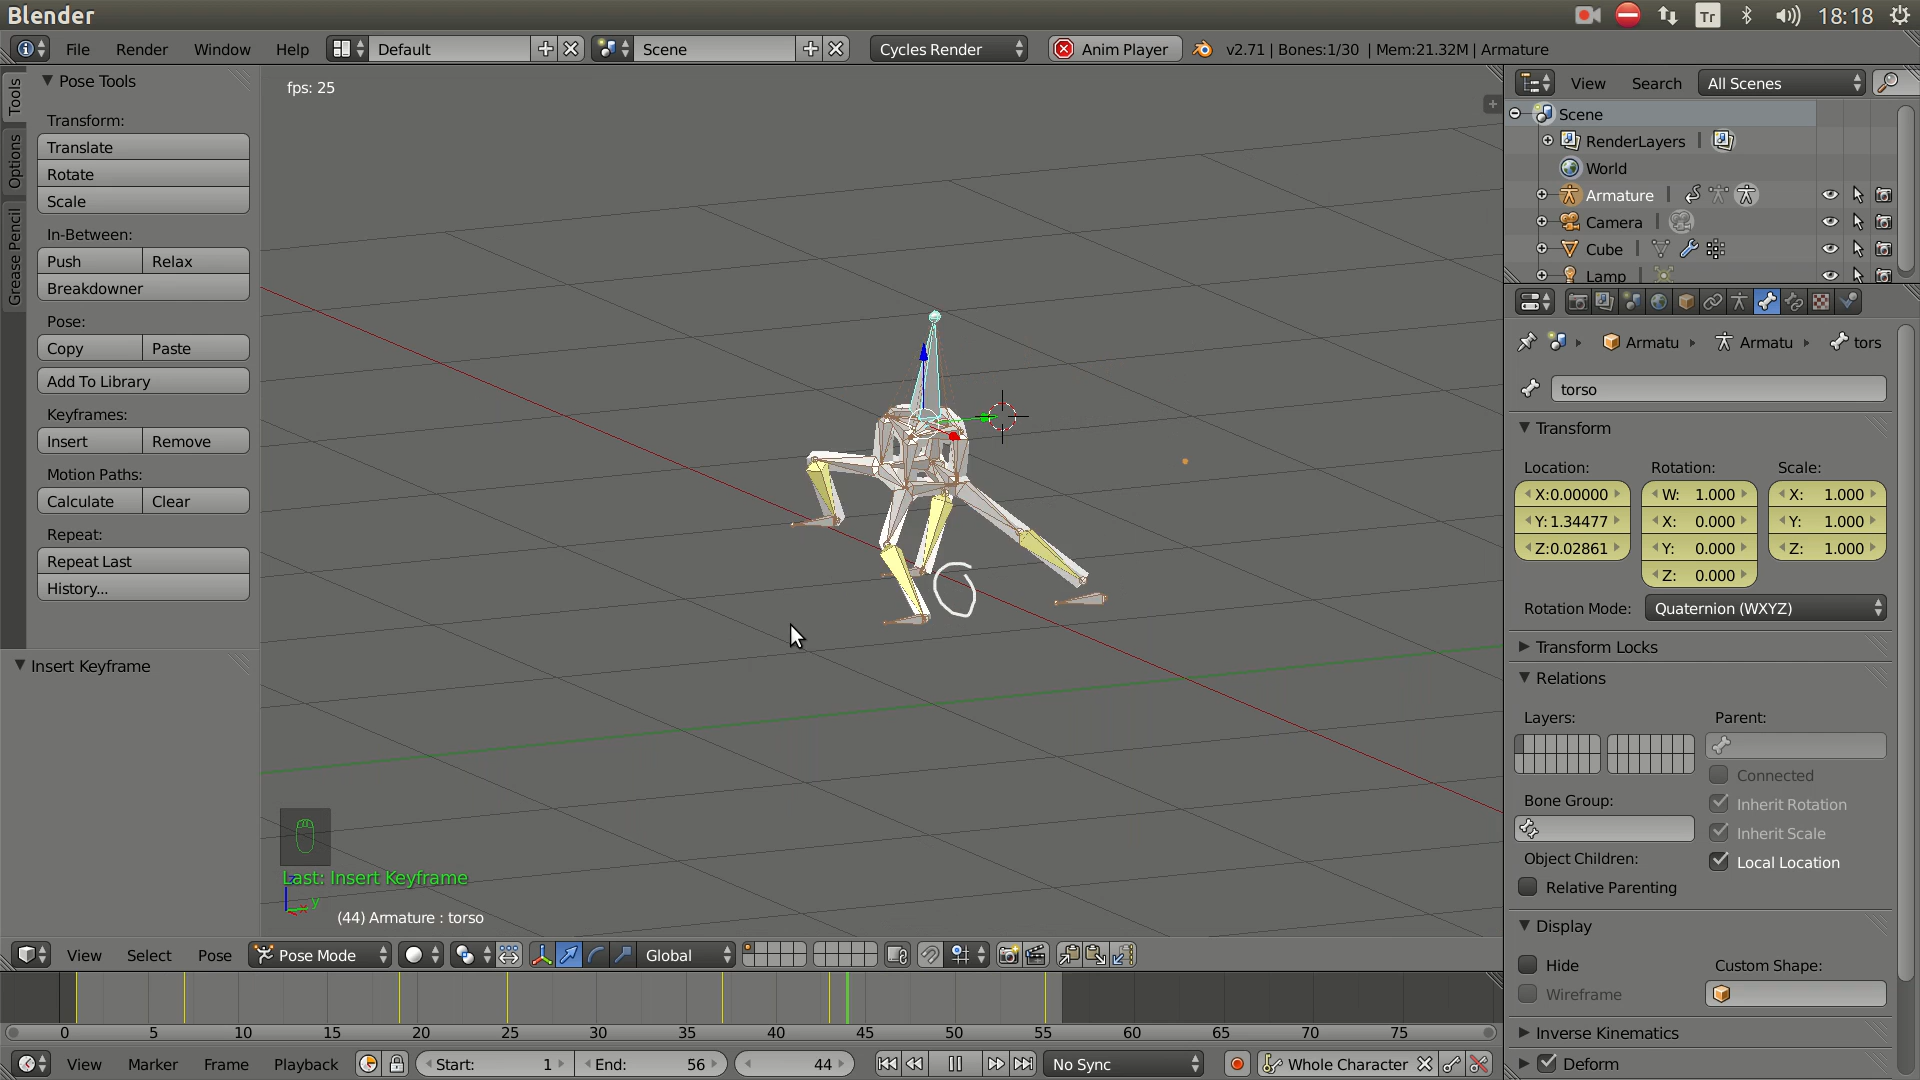 Blender
Tr
18:18
File Render Window Help Default Scene Cycles Render Anim Player v2.71 | Bones:1/30 | Mem:21.32M | Armature
Tools
Options
Grease Pencil
Pose Tools
Transform:
Translate
Rotate
Scale
In-Between:
Push Relax
Breakdowner
Pose:
Copy Paste
Add To Library
Keyframes:
Insert Remove
Motion Paths:
Calculate Clear
Repeat:
Repeat Last
History...
Insert Keyframe
fps: 25
Last: Insert Keyframe
y
(44) Armature : torso
View Search All Scenes
Scene
RenderLayers |
World
Armature |
Camera |
Cube |
Lamp |
Armatu Armatu tors
torso
Transform
Location: Rotation: Scale:
X:0.00000 W: 1.000 X: 1.000
Y: 1.34477 X: 0.000 Y: 1.000
Z:0.02861 Y: 0.000 Z: 1.000
Z: 0.000
Rotation Mode: Quaternion (WXYZ)
Transform Locks
Relations
Layers: Parent:
Connected
Bone Group: Inherit Rotation
Inherit Scale
Object Children: Local Location
Relative Parenting
Display
Hide Custom Shape:
Wireframe
Inverse Kinematics
Deform
View Select Pose Pose Mode Global
0 5 10 15 20 25 30 35 40 45 50 55 60 65 70 75
View Marker Frame Playback Start: 1 End: 56 44 No Sync Whole Character